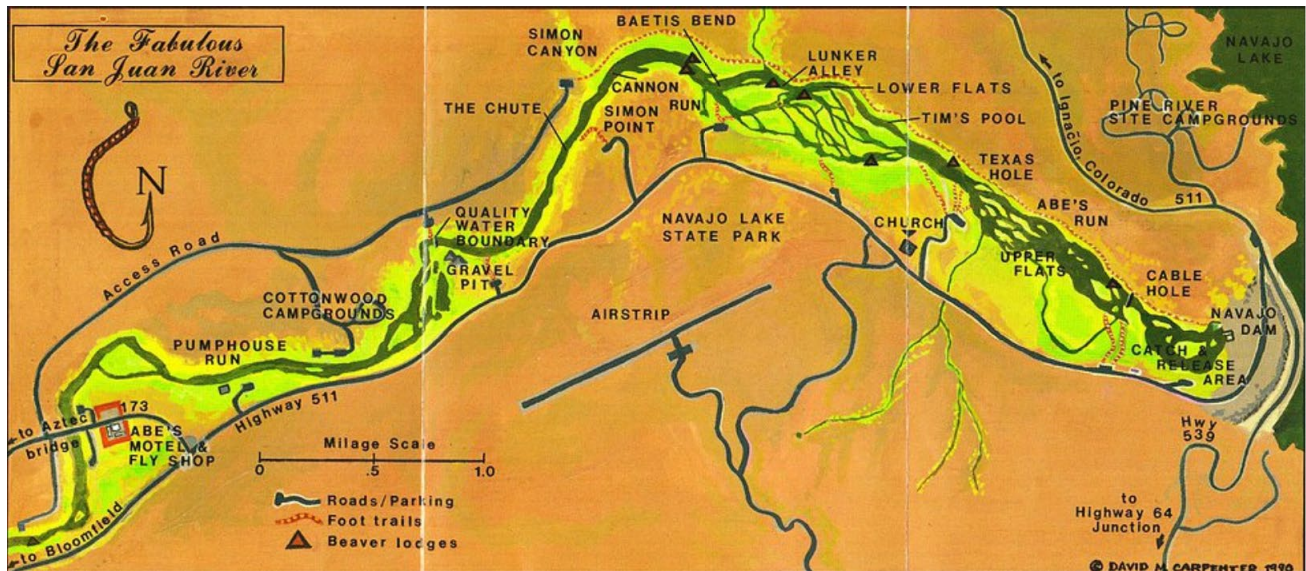 The Fabulous
San Juan River
N
BAETIS BEND
SIMON
CANYON
LUNKER
ALLEY
NAVAJO
LAKE
CANNON
RUN
LOWER FLATS
THE CHUTE
SIMON
POINT
TIM'S POOL
PINE RIVER
SITE CAMPGROUNDS
to Ignacio, Colorado
511
TEXAS
HOLE
QUALITY
WATER
BOUNDARY
NAVAJO LAKE
STATE PARK
CHURCH
ABE'S
RUN
Access Road
GRAVEL
PIT
UPPER
FLATS
CABLE
HOLE
COTTONWOOD
CAMPGROUNDS
AIRSTRIP
NAVAJO
DAM
PUMPHOUSE
RUN
CATCH &
RELEASE
AREA
Highway 511
173
to Aztec
bridge
ABE'S
MOTEL &
FLY SHOP
Hwy
539
Milage Scale
0 .5 1.0
Roads/Parking
Foot trails
Beaver lodges
to
Highway 64
Junction
to Bloomfield
© DAVID M. CARPENTER 1990